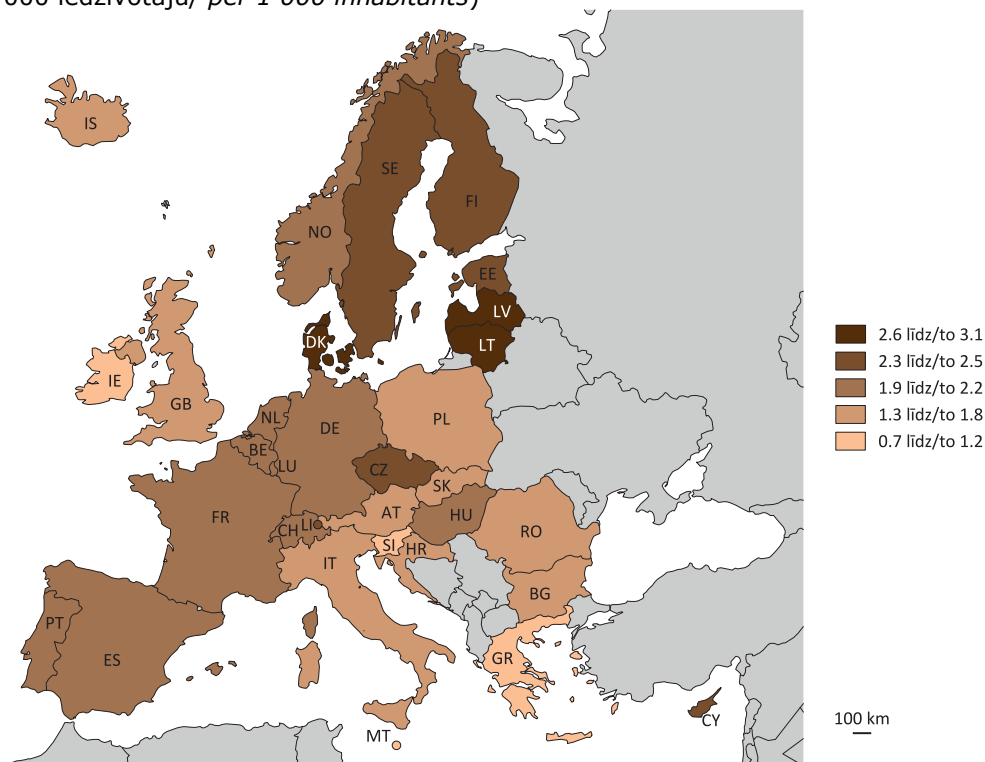 000 iedzīvotāju/ per 1 000 inhabitants)
IS
SE
FI
NO
EE
LV
DK
LT
IE
GB
NL
PL
DE
BE
LU
CZ
SK
FR
AT
HU
CH
LI
RO
SI
HR
IT
BG
PT
ES
GR
CY
MT
2.6 līdz/to 3.1
2.3 līdz/to 2.5
1.9 līdz/to 2.2
1.3 līdz/to 1.8
0.7 līdz/to 1.2
100 km